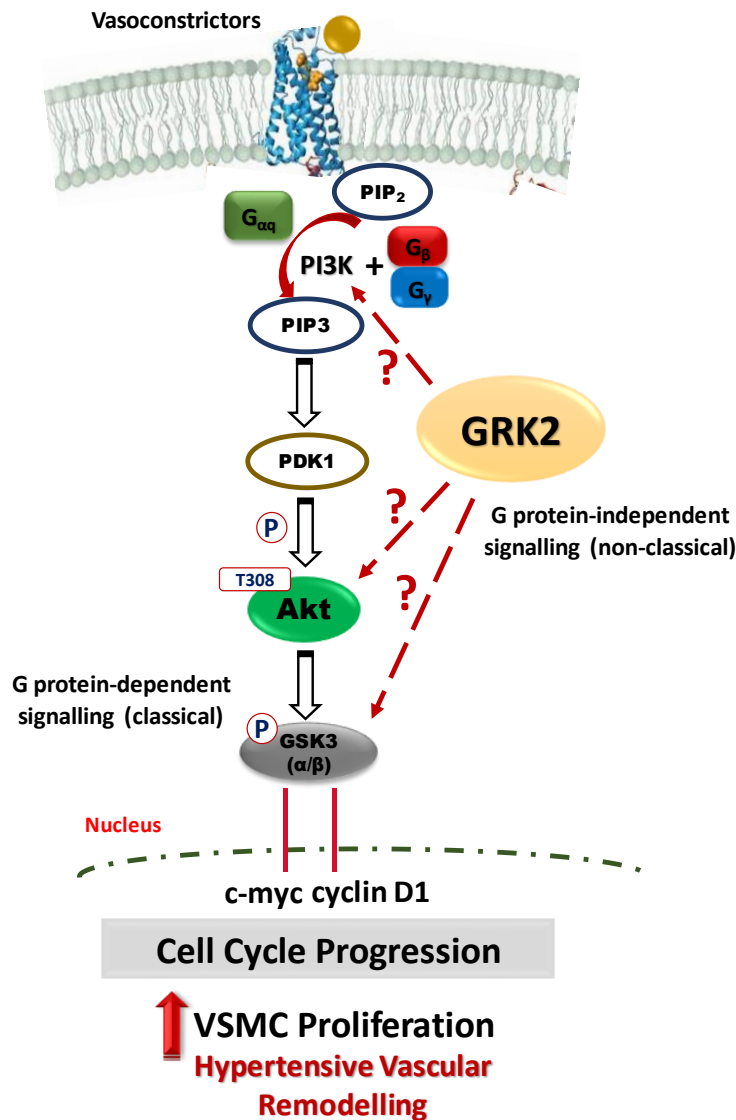 Vasoconstrictors
PIP₂
Gαq
PI3K +
Gβ
Gγ
PIP3
?
GRK2
PDK1
?
G protein-independent
signalling (non-classical)
P
T308
Akt
?
G protein-dependent
signalling (classical)
P
GSK3
(α/β)
Nucleus
c-myc cyclin D1
Cell Cycle Progression
VSMC Proliferation
Hypertensive Vascular
Remodelling